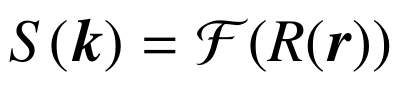 S(𝒌) = ℱ(R(𝒓))